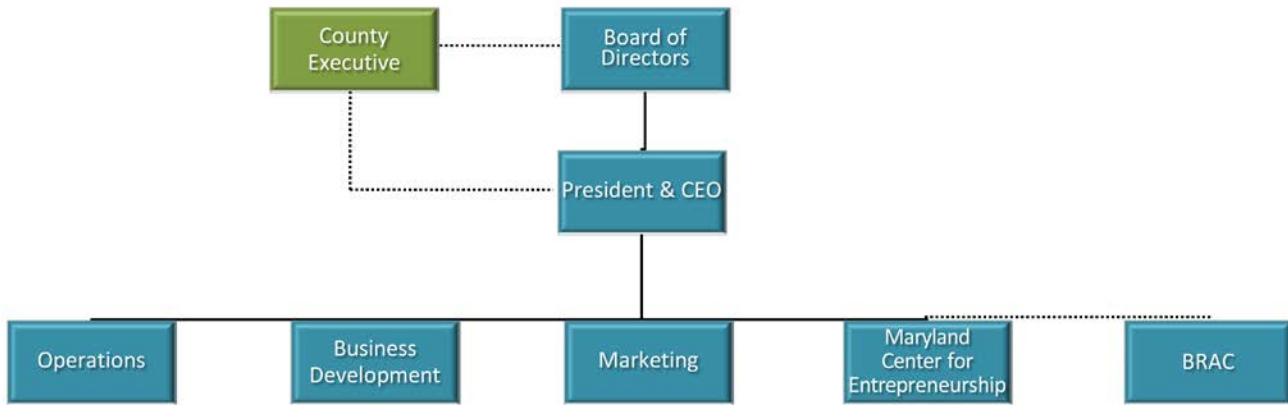 County
Executive
Board of
Directors
President & CEO
Operations
Business
Development
Marketing
Maryland
Center for
Entrepreneurship
BRAC